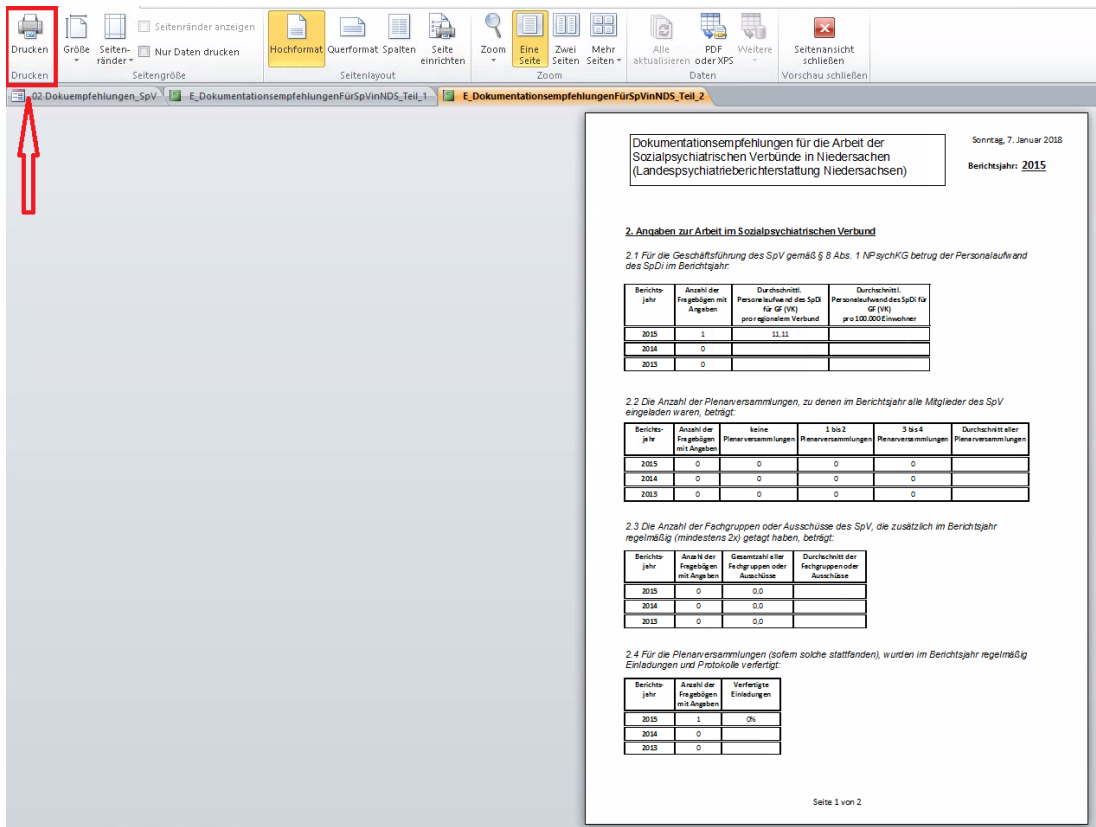 Drucken
Größe
Seiten-
ränder
Seitenränder anzeigen
Nur Daten drucken
Hochformat Querformat Spalten Seite
einrichten
Zoom Eine
Seite
Zwei
Seiten
Mehr
Seiten
Alle
aktualisieren
PDF
oder XPS
Weitere
Seitenansicht
schließen
Drucken Seitengröße Seitenlayout Zoom Daten Vorschau schließen
02 Dokuempfehlungen_SpV E_DokumentationsempfehlungenFürSpVinNDS_Teil_1 E_DokumentationsempfehlungenFürSpVinNDS_Teil_2
Dokumentationsempfehlungen für die Arbeit der
Sozialpsychiatrischen Verbünde in Niedersachen
(Landespsychiatrieberichterstattung Niedersachsen)
Sonntag, 7. Januar 2018
Berichtsjahr: 2015
2. Angaben zur Arbeit im Sozialpsychiatrischen Verbund
2.1 Für die Geschäftsführung des SpV gemäß § 8 Abs. 1 NPsychKG betrug der Personalaufwand
des SpDi im Berichtsjahr:
Berichts-
jahr
Anzahl der
Fragebögen mit
Angaben
Durchschnittl.
Personalaufwand des SpDi
für GF (VK)
pro regionalem Verbund
Durchschnittl.
Personalaufwand des SpDi für
GF (VK)
pro 100.000 Einwohner
2015 1 11,11
2014 0
2013 0
2.2 Die Anzahl der Plenarversammlungen, zu denen im Berichtsjahr alle Mitglieder des SpV
eingeladen waren, beträgt:
Berichts-
jahr
Anzahl der
Fragebögen
mit Angaben
keine
Plenarversammlungen
1 bis 2
Plenarversammlungen
3 bis 4
Plenarversammlungen
Durchschnitt aller
Plenarversammlungen
2015 0 0 0 0
2014 0 0 0 0
2013 0 0 0 0
2.3 Die Anzahl der Fachgruppen oder Ausschüsse des SpV, die zusätzlich im Berichtsjahr
regelmäßig (mindestens 2x) getagt haben, beträgt:
Berichts-
jahr
Anzahl der
Fragebögen
mit Angaben
Gesamtzahl aller
Fachgruppen oder
Ausschüsse
Durchschnitt der
Fachgruppen oder
Ausschüsse
2015 0 0,0
2014 0 0,0
2013 0 0,0
2.4 Für die Plenarversammlungen (sofern solche stattfanden), wurden im Berichtsjahr regelmäßig
Einladungen und Protokolle verfertigt:
Berichts-
jahr
Anzahl der
Fragebögen
mit Angaben
Verfertigte
Einladungen
2015 1 0%
2014 0
2013 0
Seite 1 von 2